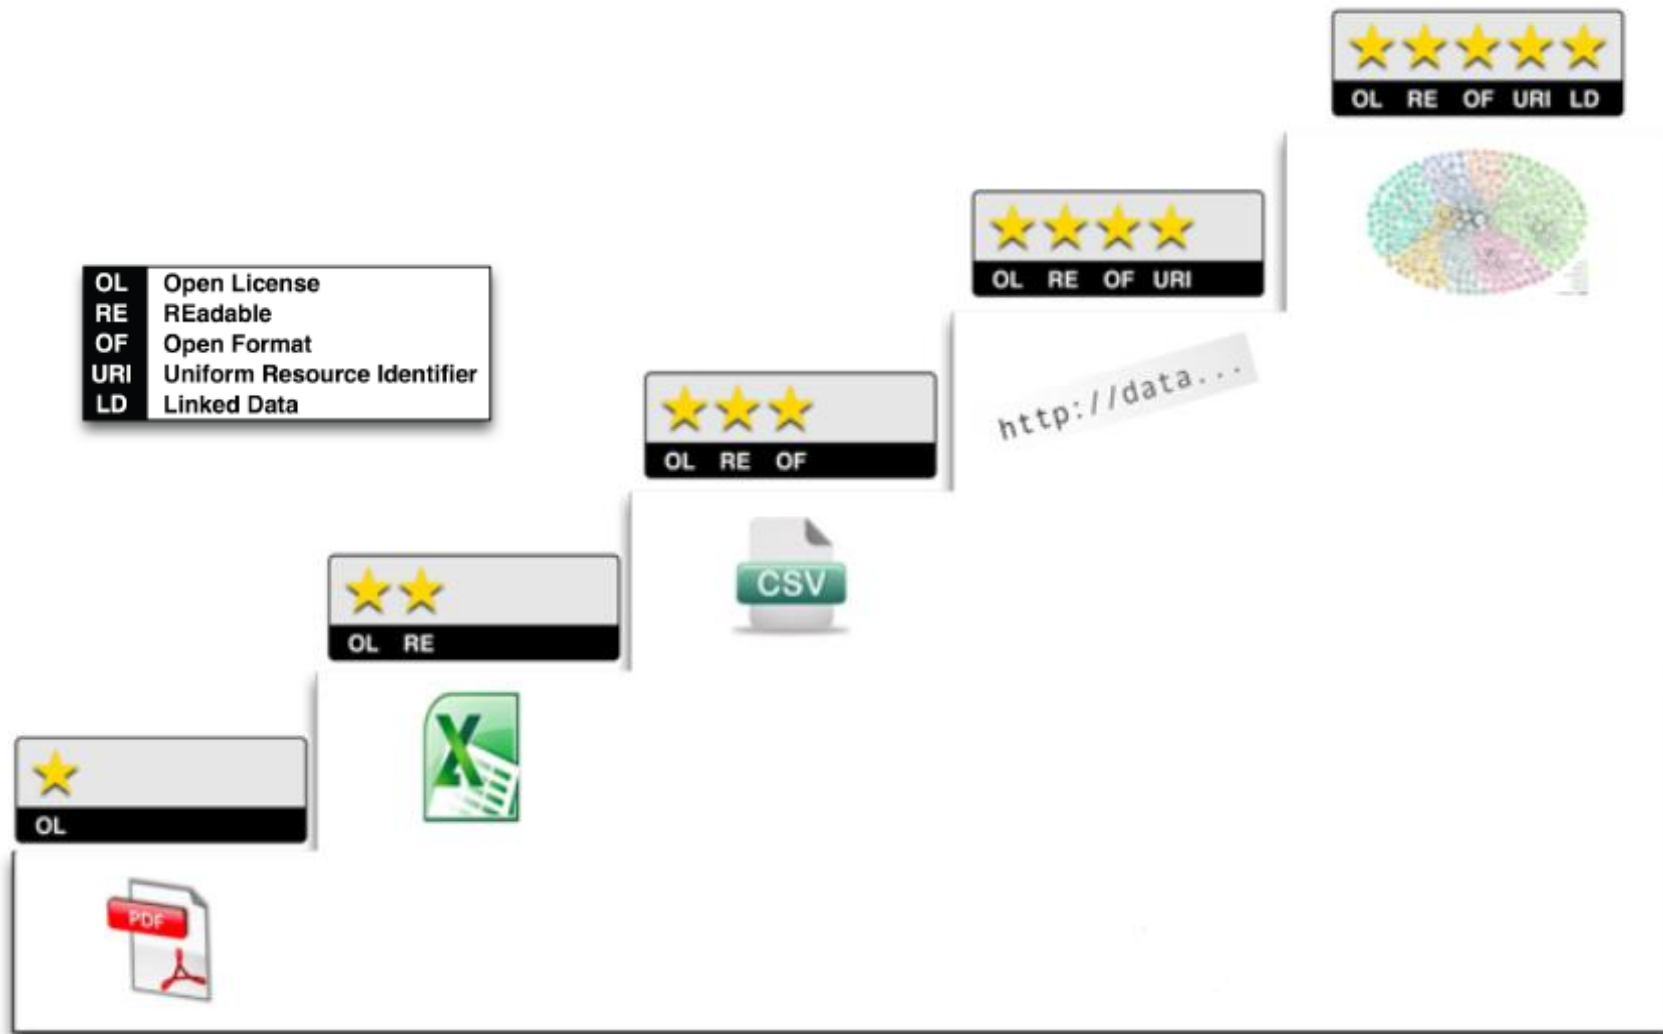 OL RE OF URI LD
OL RE OF URI
OL Open License
RE REadable
OF Open Format
URI Uniform Resource Identifier
LD Linked Data
http://data...
OL RE OF
CSV
OL RE
X
OL
PDF